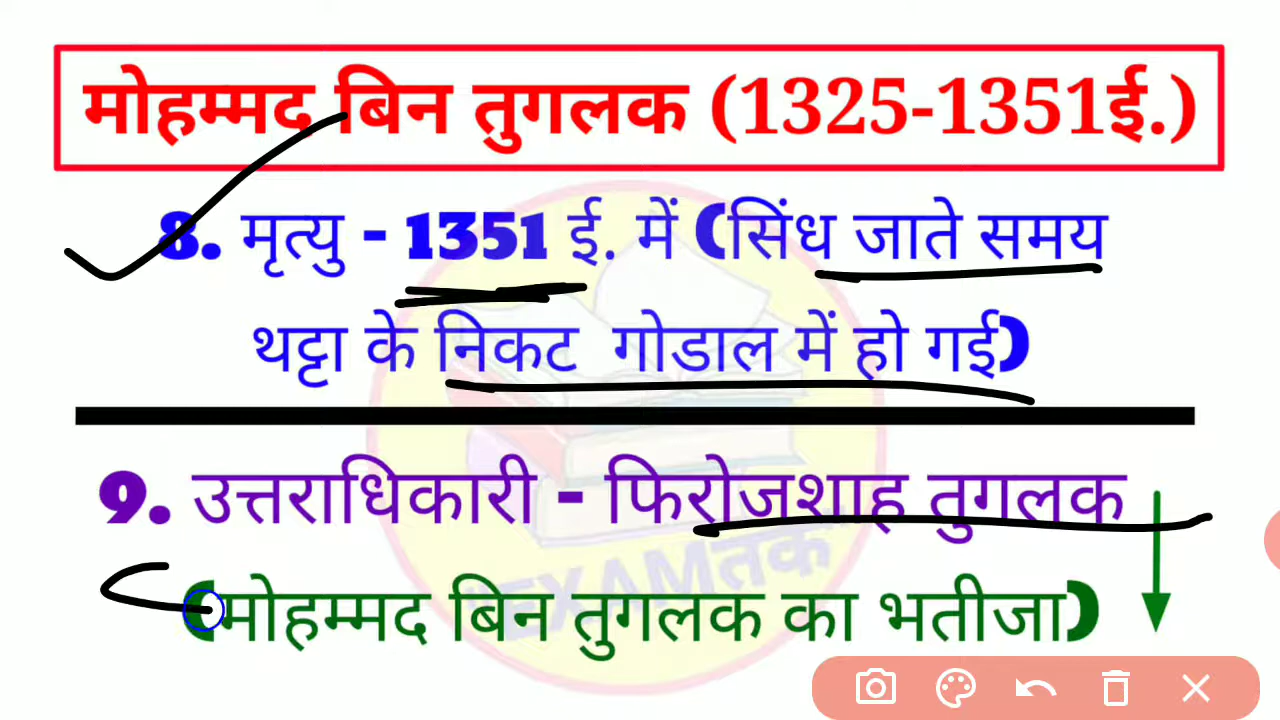 मोहम्मद बिन तुगलक (1325-1351ई.)
8. मृत्यु - 1351 ई. में (सिंध जाते समय
थट्टा के निकट गोडाल में हो गई)
9. उत्तराधिकारी - फिरोजशाह तुगलक
EXAMतक
(मोहम्मद बिन तुगलक का भतीजा)